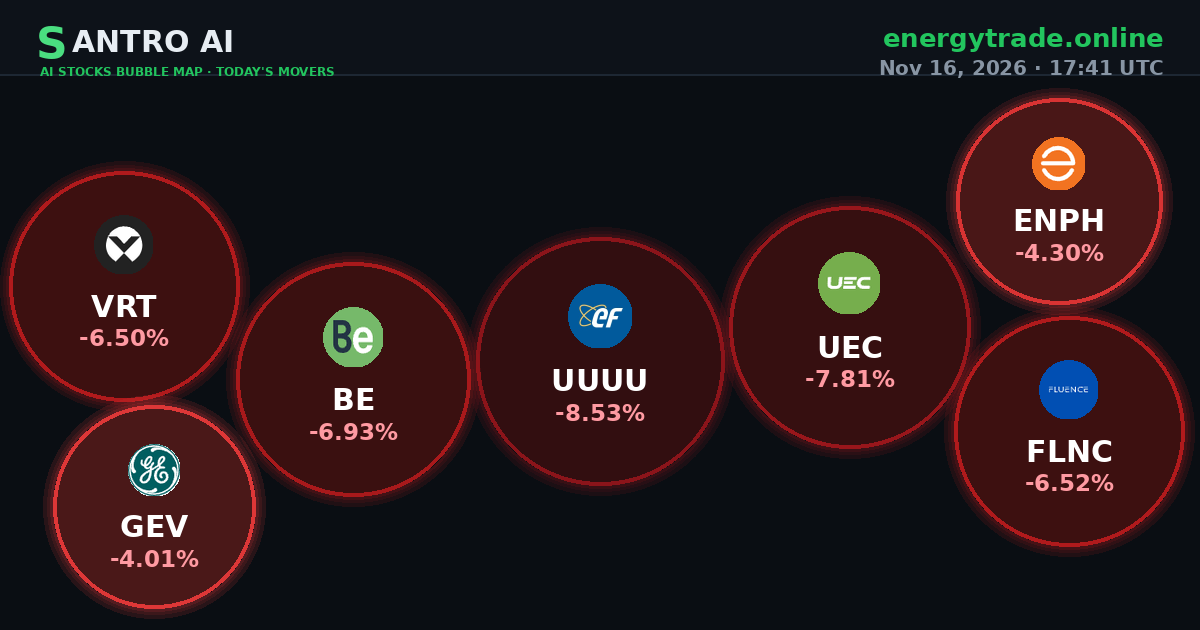 SANTRO AI
AI STOCKS BUBBLE MAP · TODAY'S MOVERS
energytrade.online
Nov 16, 2026 · 17:41 UTC
VRT
-6.50%
GEV
-4.01%
Be
BE
-6.93%
ef
UUUU
-8.53%
UEC
UEC
-7.81%
ENPH
-4.30%
FLUENCE
FLNC
-6.52%